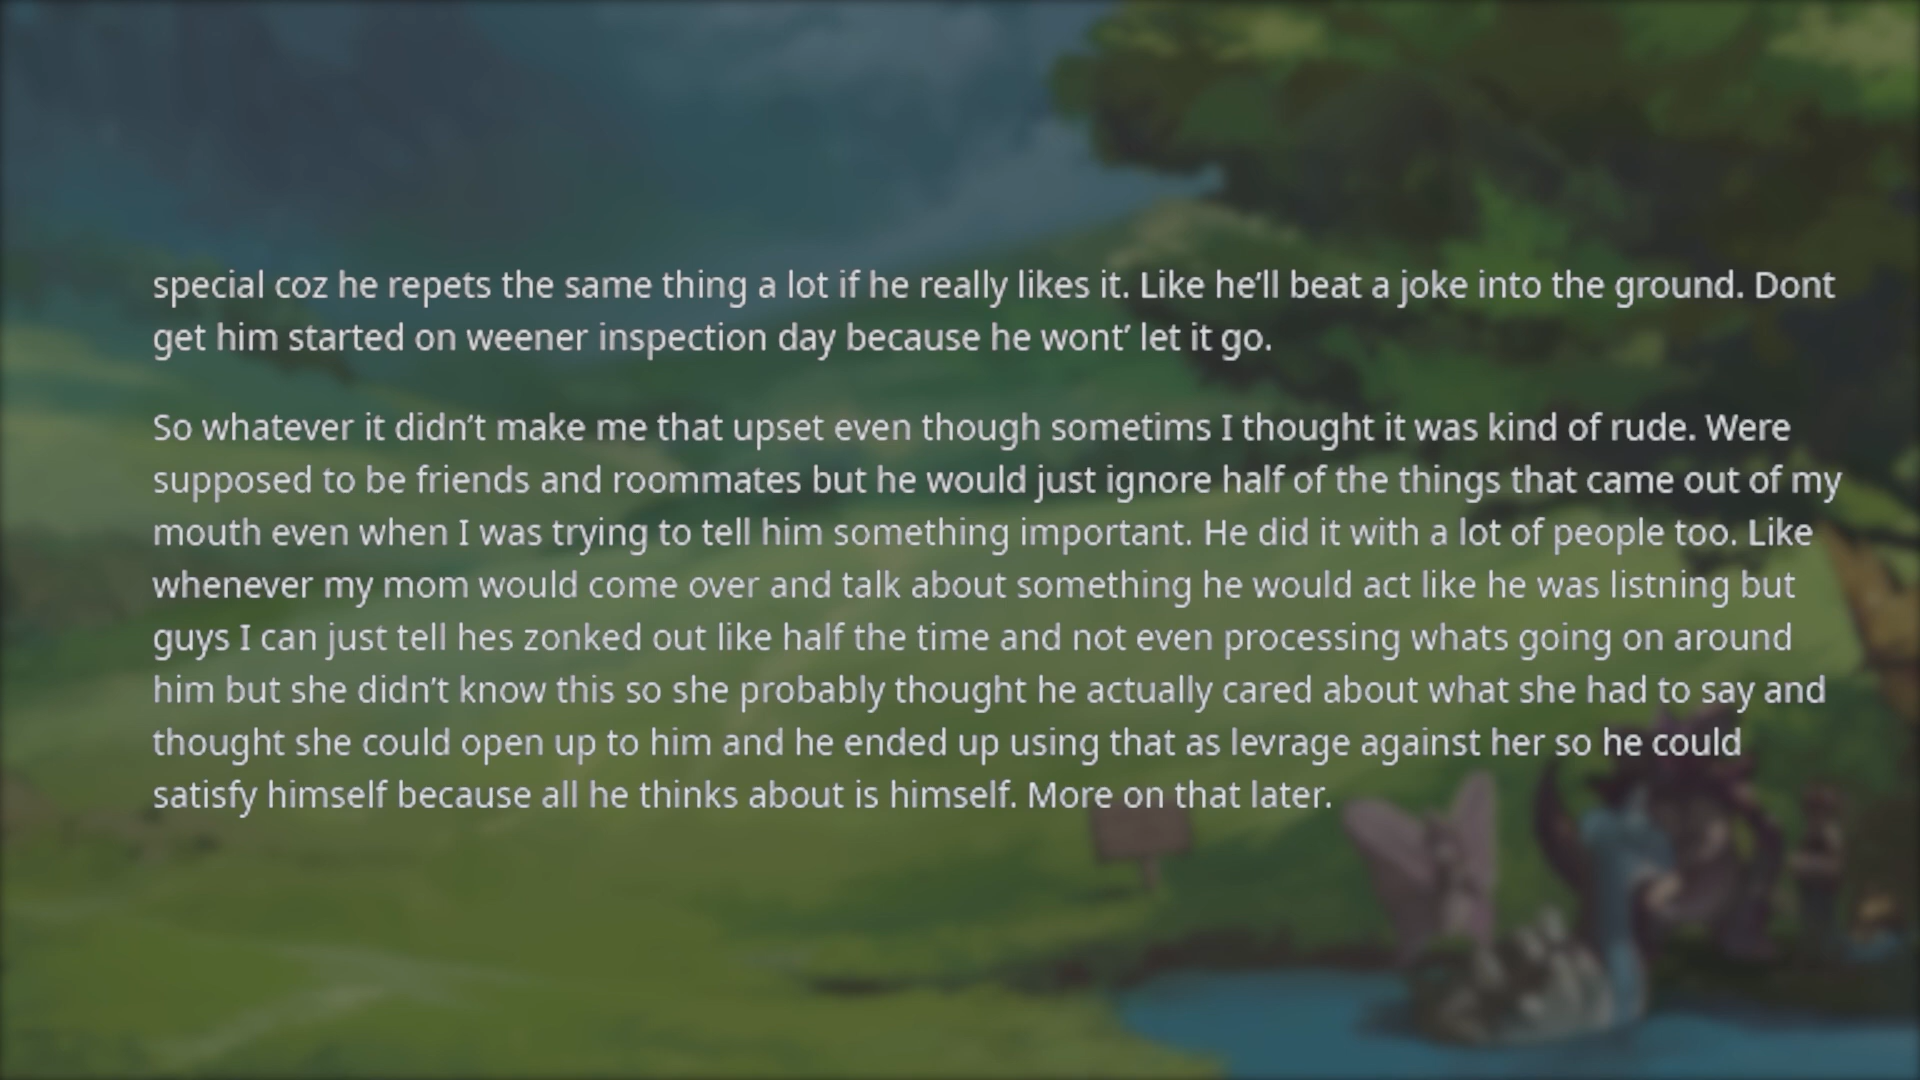 special coz he repets the same thing a lot if he really likes it. Like he’ll beat a joke into the ground. Dont
get him started on weener inspection day because he wont’ let it go.
So whatever it didn’t make me that upset even though sometims I thought it was kind of rude. Were
supposed to be friends and roommates but he would just ignore half of the things that came out of my
mouth even when I was trying to tell him something important. He did it with a lot of people too. Like
whenever my mom would come over and talk about something he would act like he was listning but
guys I can just tell hes zonked out like half the time and not even processing whats going on around
him but she didn’t know this so she probably thought he actually cared about what she had to say and
thought she could open up to him and he ended up using that as levrage against her so he could
satisfy himself because all he thinks about is himself. More on that later.